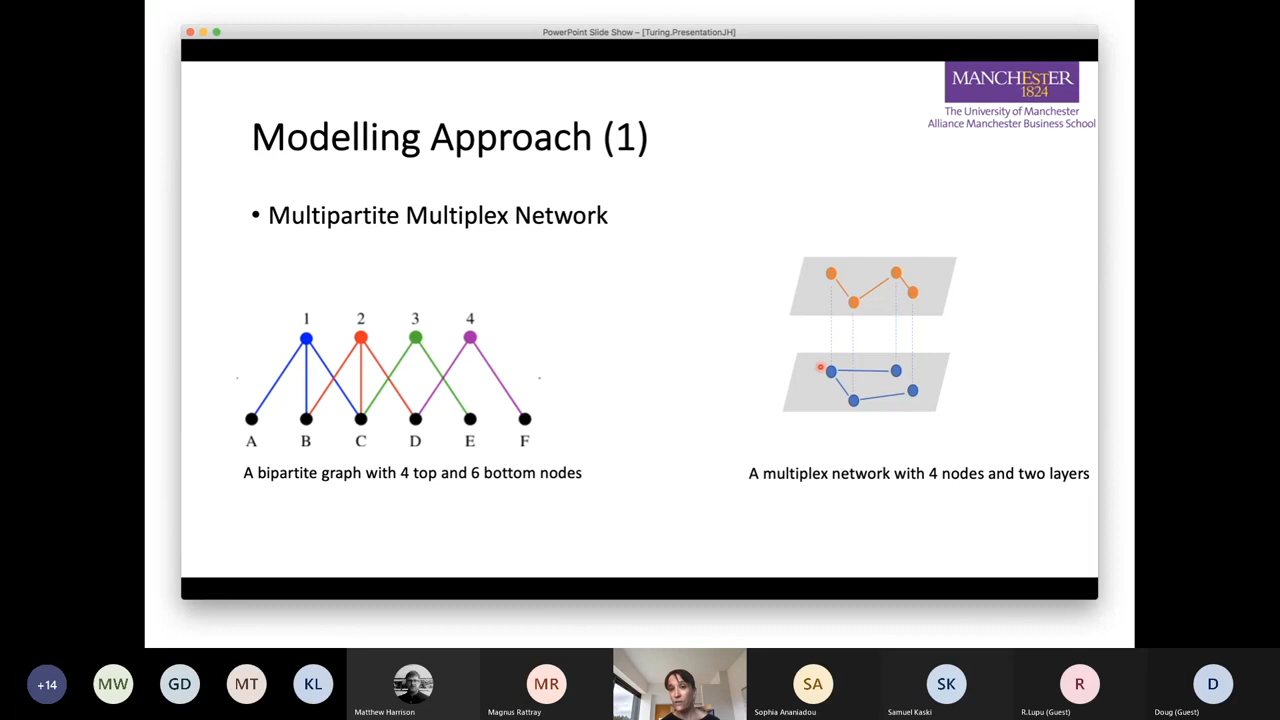 PowerPoint Slide Show – [Turing.PresentationJH]
MANCHESTER
1824
The University of Manchester
Alliance Manchester Business School
Modelling Approach (1)
• Multipartite Multiplex Network
1 2 3 4
A B C D E F
A bipartite graph with 4 top and 6 bottom nodes
A multiplex network with 4 nodes and two layers
+14 MW GD MT KL MR SA SK R D
Matthew Harrison Magnus Rattray Sophia Ananiadou Samuel Kaski R.Lupu (Guest) Doug (Guest)